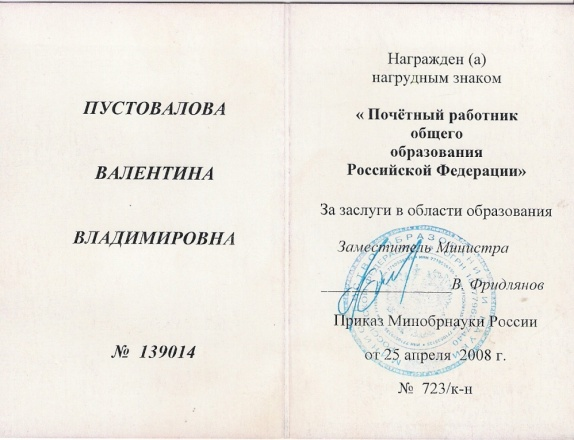 ПУСТОВАЛОВА
ВАЛЕНТИНА
ВЛАДИМИРОВНА
№ 139014
Награжден (а)
нагрудным знаком
« Почётный работник
общего
образования
Российской Федерации»
За заслуги в области образования
Заместитель Министра
В. Фридлянов
Приказ Минобрнауки России
от 25 апреля 2008 г.
№ 723/к-н